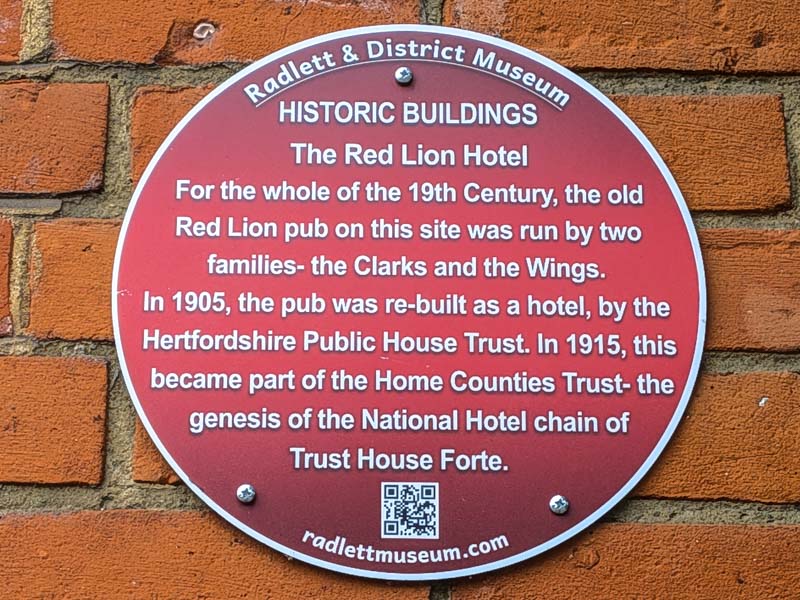 Radlett & District Museum
HISTORIC BUILDINGS
The Red Lion Hotel
For the whole of the 19th Century, the old
Red Lion pub on this site was run by two
families- the Clarks and the Wings.
In 1905, the pub was re-built as a hotel, by the
Hertfordshire Public House Trust. In 1915, this
became part of the Home Counties Trust- the
genesis of the National Hotel chain of
Trust House Forte.
radlettmuseum.com